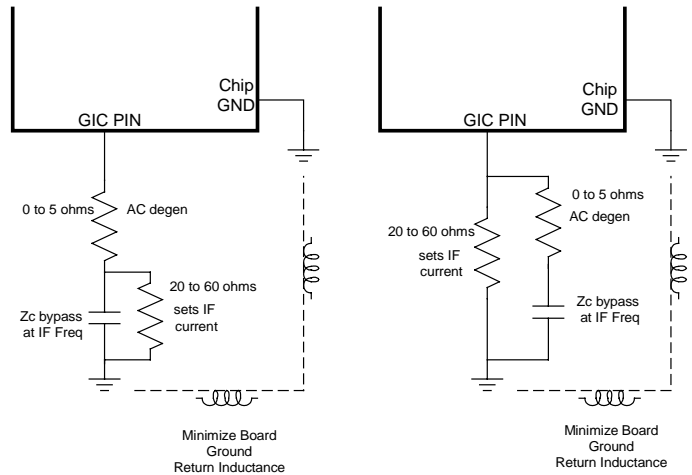 Chip
GND
GIC PIN
0 to 5 ohms
AC degen
20 to 60 ohms
sets IF
current
Zc bypass
at IF Freq
Minimize Board
Ground
Return Inductance
Chip
GND
GIC PIN
0 to 5 ohms
AC degen
20 to 60 ohms
sets IF
current
Zc bypass
at IF Freq
Minimize Board
Ground
Return Inductance